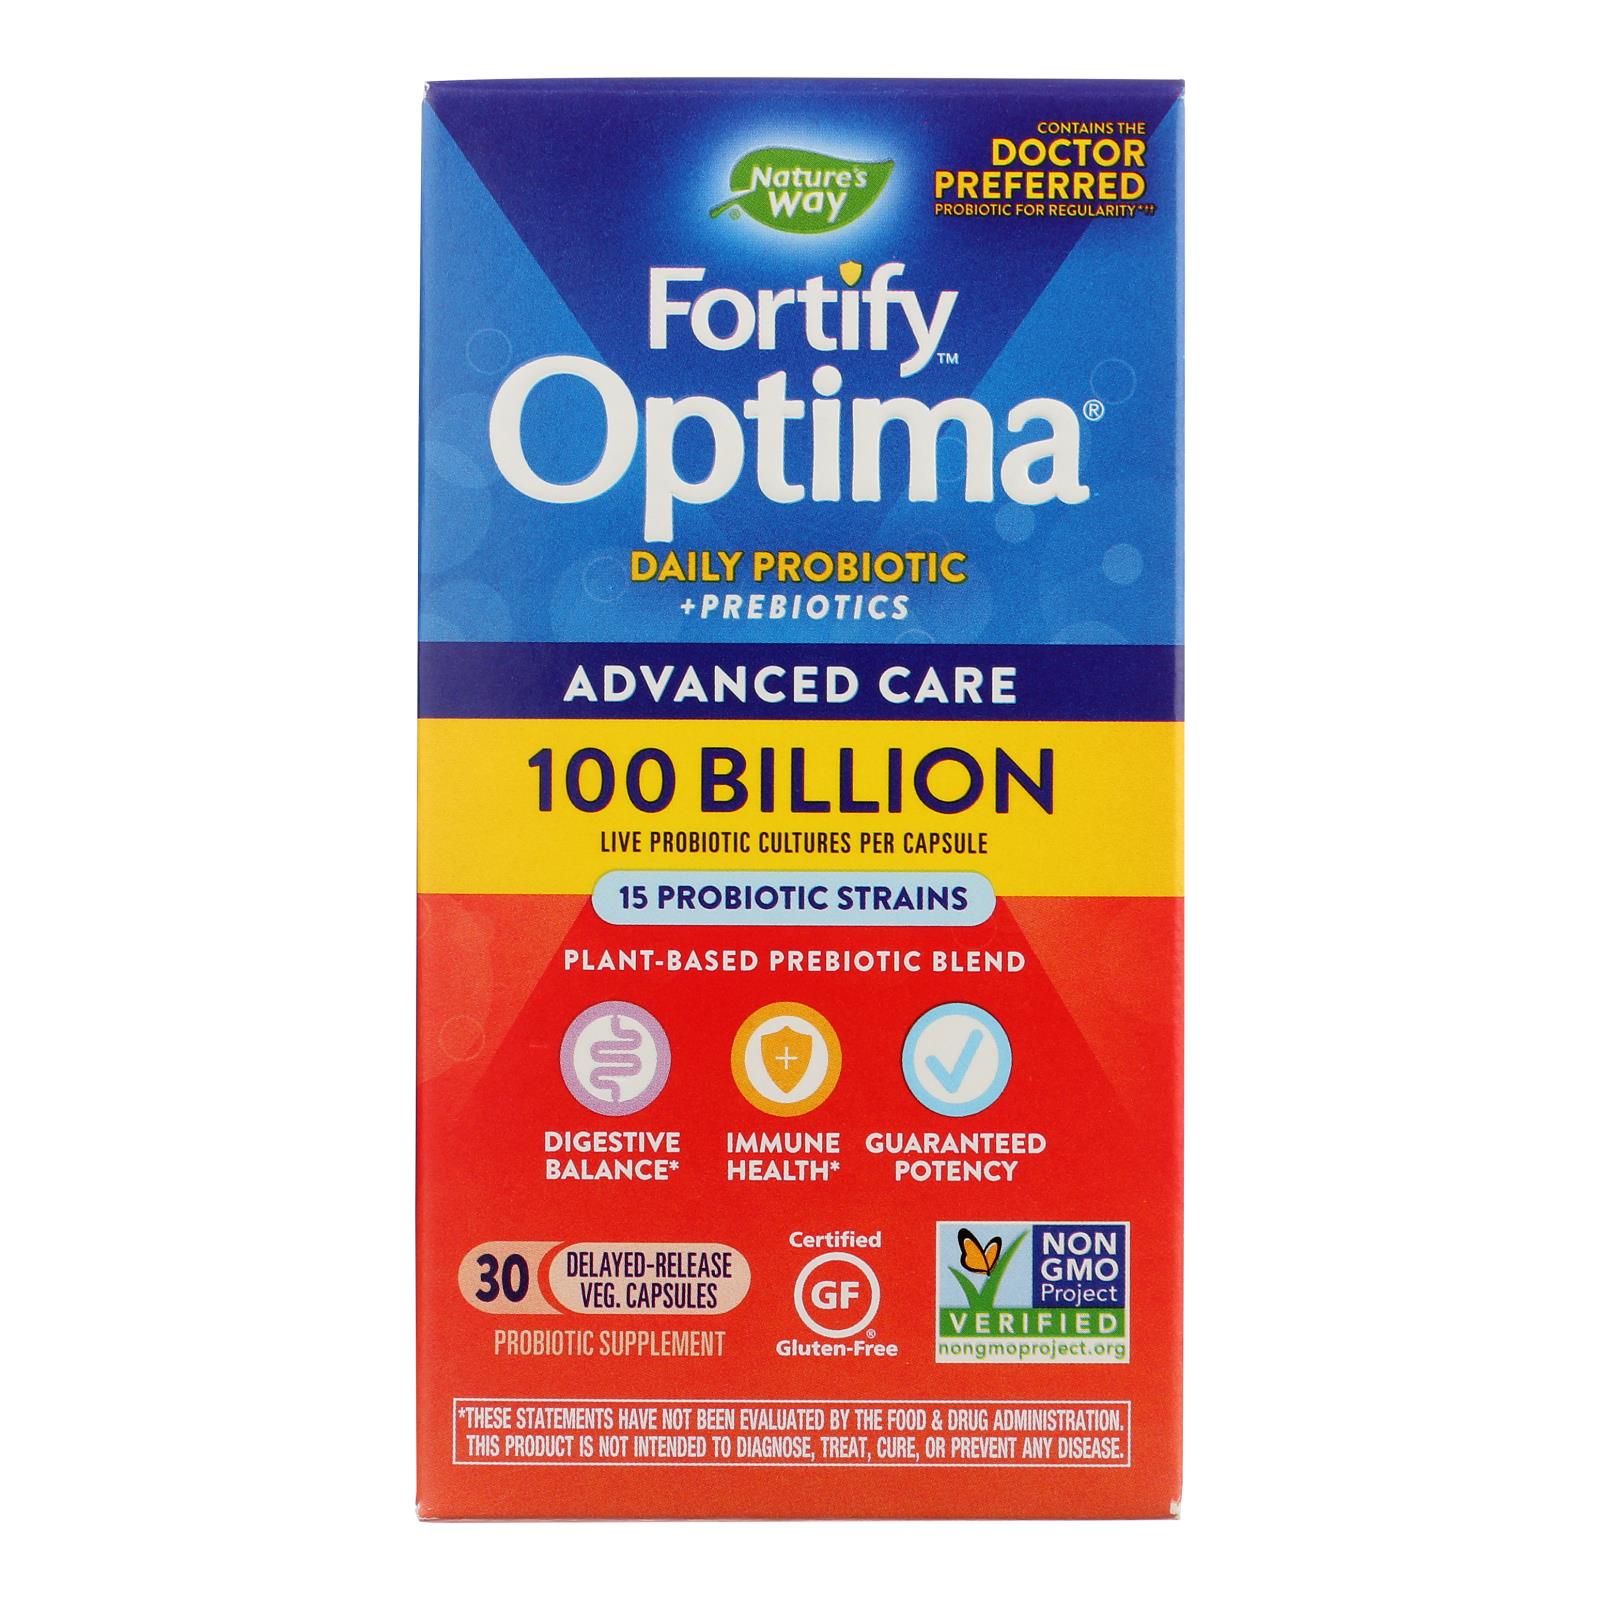 Nature's
Way®
CONTAINS THE
DOCTOR
PREFERRED
PROBIOTIC FOR REGULARITY*††
Fortify™
Optima®
DAILY PROBIOTIC
+PREBIOTICS
ADVANCED CARE
100 BILLION
LIVE PROBIOTIC CULTURES PER CAPSULE
15 PROBIOTIC STRAINS
PLANT-BASED PREBIOTIC BLEND
DIGESTIVE
BALANCE*
IMMUNE
HEALTH*
GUARANTEED
POTENCY
30
DELAYED-RELEASE
VEG. CAPSULES
PROBIOTIC SUPPLEMENT
Certified
GF®
Gluten-Free
NON
GMO
Project
VERIFIED
nongmoproject.org
*THESE STATEMENTS HAVE NOT BEEN EVALUATED BY THE FOOD & DRUG ADMINISTRATION.
THIS PRODUCT IS NOT INTENDED TO DIAGNOSE, TREAT, CURE, OR PREVENT ANY DISEASE.